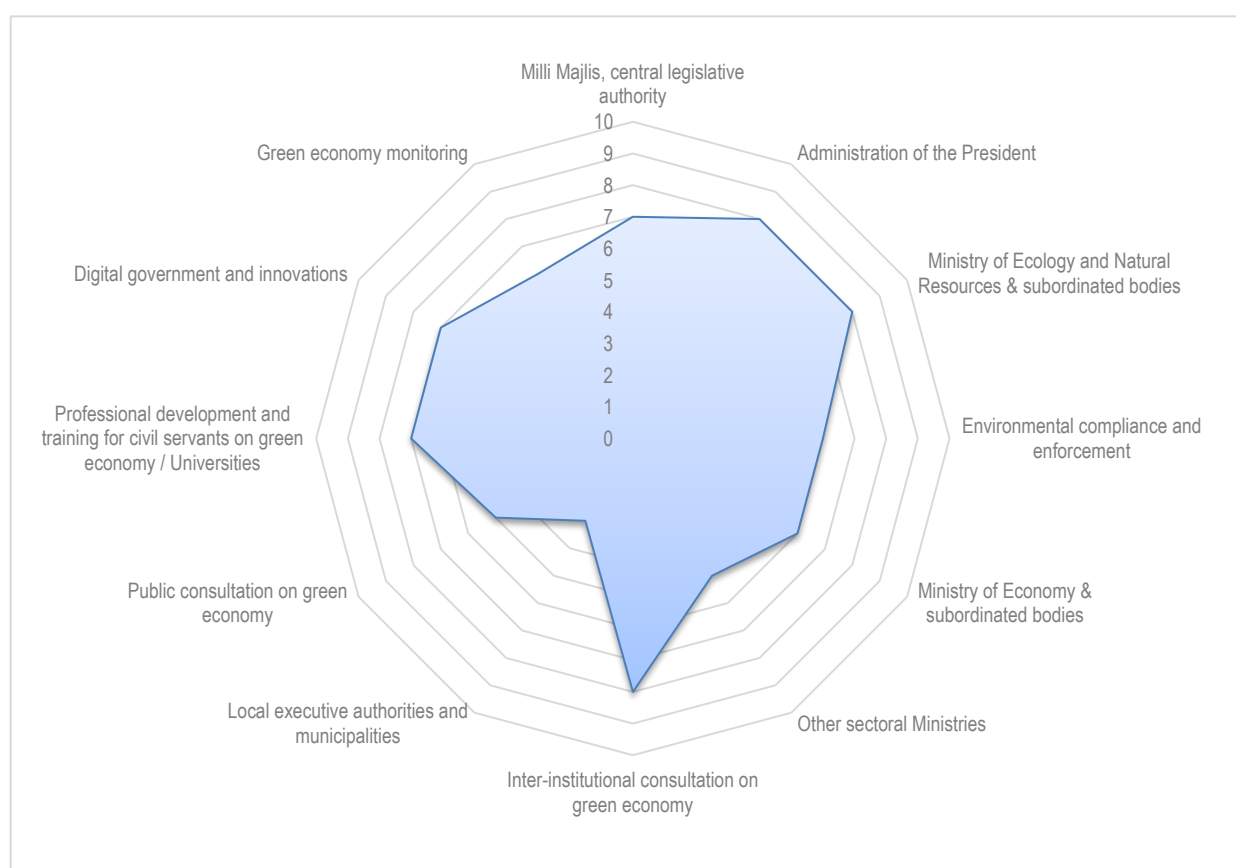 Milli Majlis, central legislative
authority
10
9
8
7
6
5
4
3
2
1
0
Administration of the President
Ministry of Ecology and Natural
Resources & subordinated bodies
Environmental compliance and
enforcement
Ministry of Economy &
subordinated bodies
Other sectoral Ministries
Inter-institutional consultation on
green economy
Local executive authorities and
municipalities
Public consultation on green
economy
Professional development and
training for civil servants on green
economy / Universities
Digital government and innovations
Green economy monitoring